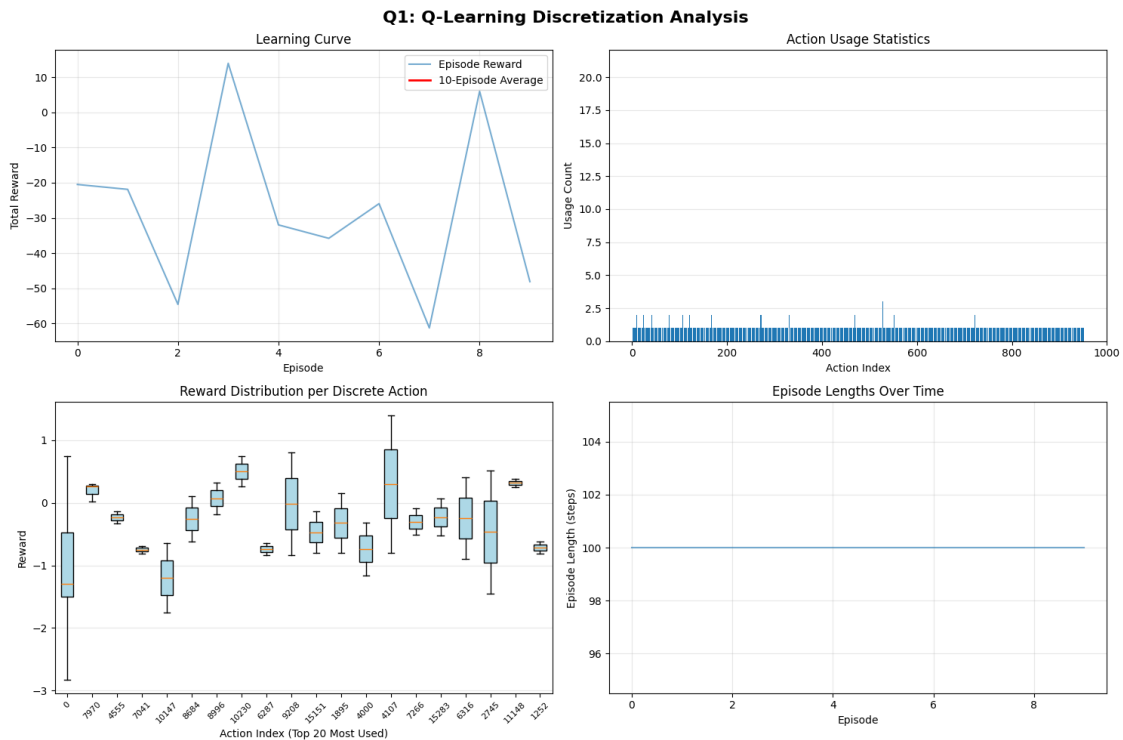 Q1: Q-Learning Discretization Analysis
Learning Curve
Total Reward
10
0
−10
−20
−30
−40
−50
−60
Episode Reward
10-Episode Average
0 2 4 6 8
Episode
Action Usage Statistics
Usage Count
20.0
17.5
15.0
12.5
10.0
7.5
5.0
2.5
0.0
0 200 400 600 800 1000
Action Index
Reward Distribution per Discrete Action
Reward
1
0
−1
−2
−3
0 7970 4555 7041 10147 8684 8996 10230 6287 9208 15151 1895 4000 4107 7266 15283 6316 2745 11148 1252
Action Index (Top 20 Most Used)
Episode Lengths Over Time
Episode Length (steps)
104
102
100
98
96
0 2 4 6 8
Episode